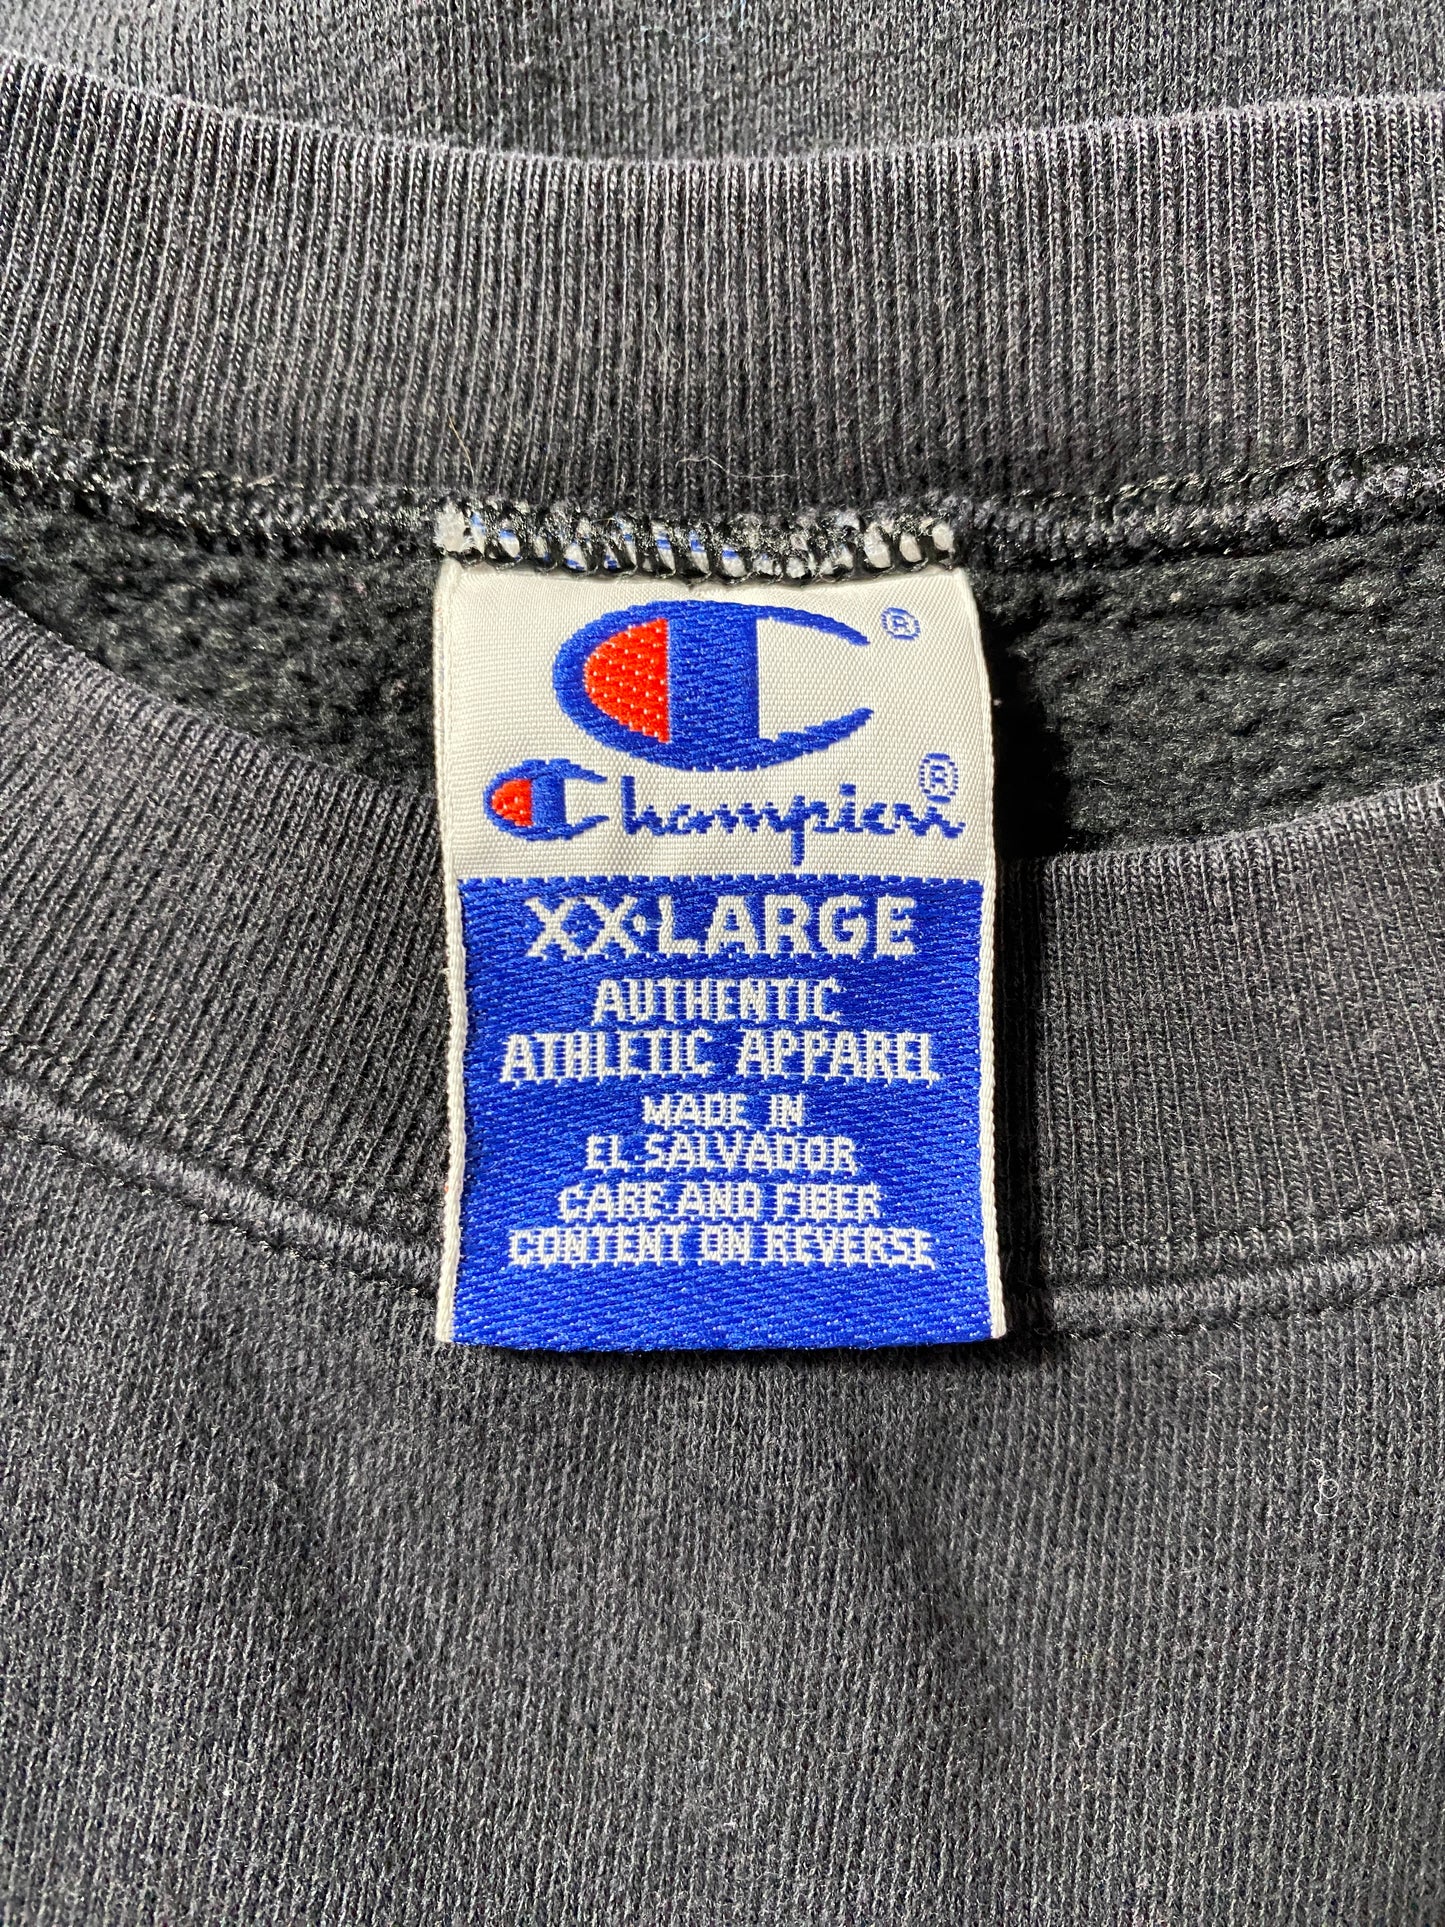 ®
Champion®
XX-LARGE
AUTHENTIC
ATHLETIC APPAREL
MADE IN
EL SALVADOR
CARE AND FIBER
CONTENT ON REVERSE